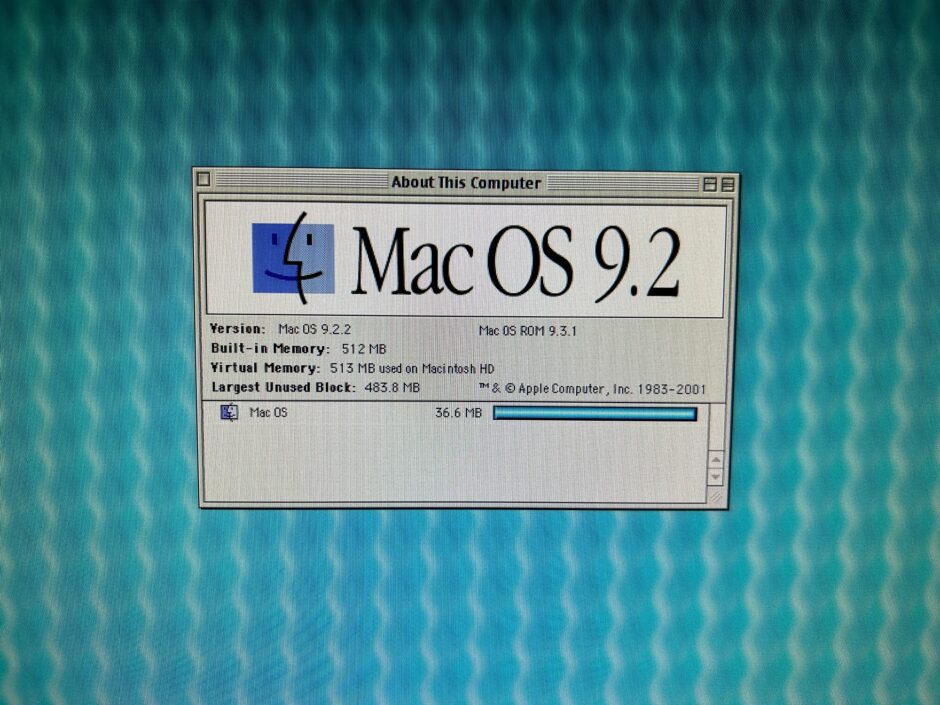 About This Computer
Mac OS 9.2
Version: Mac OS 9.2.2 Mac OS ROM 9.3.1
Built-in Memory: 512 MB
Virtual Memory: 513 MB used on Macintosh HD
Largest Unused Block: 483.8 MB ™ & © Apple Computer, Inc. 1983-2001
Mac OS 36.6 MB